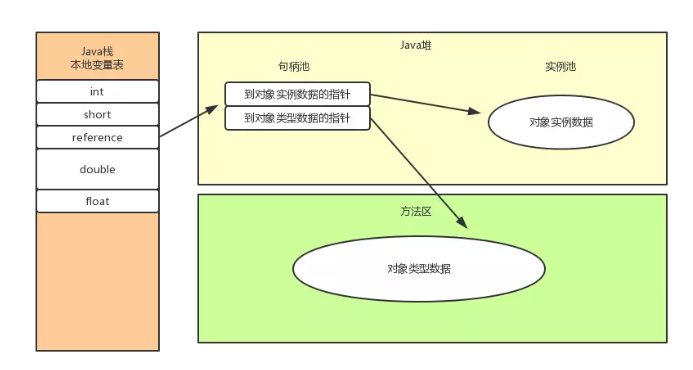 Java栈
本地变量表
int
short
reference
double
float
Java堆
句柄池
实例池
到对象实例数据的指针
到对象类型数据的指针
对象实例数据
方法区
对象类型数据